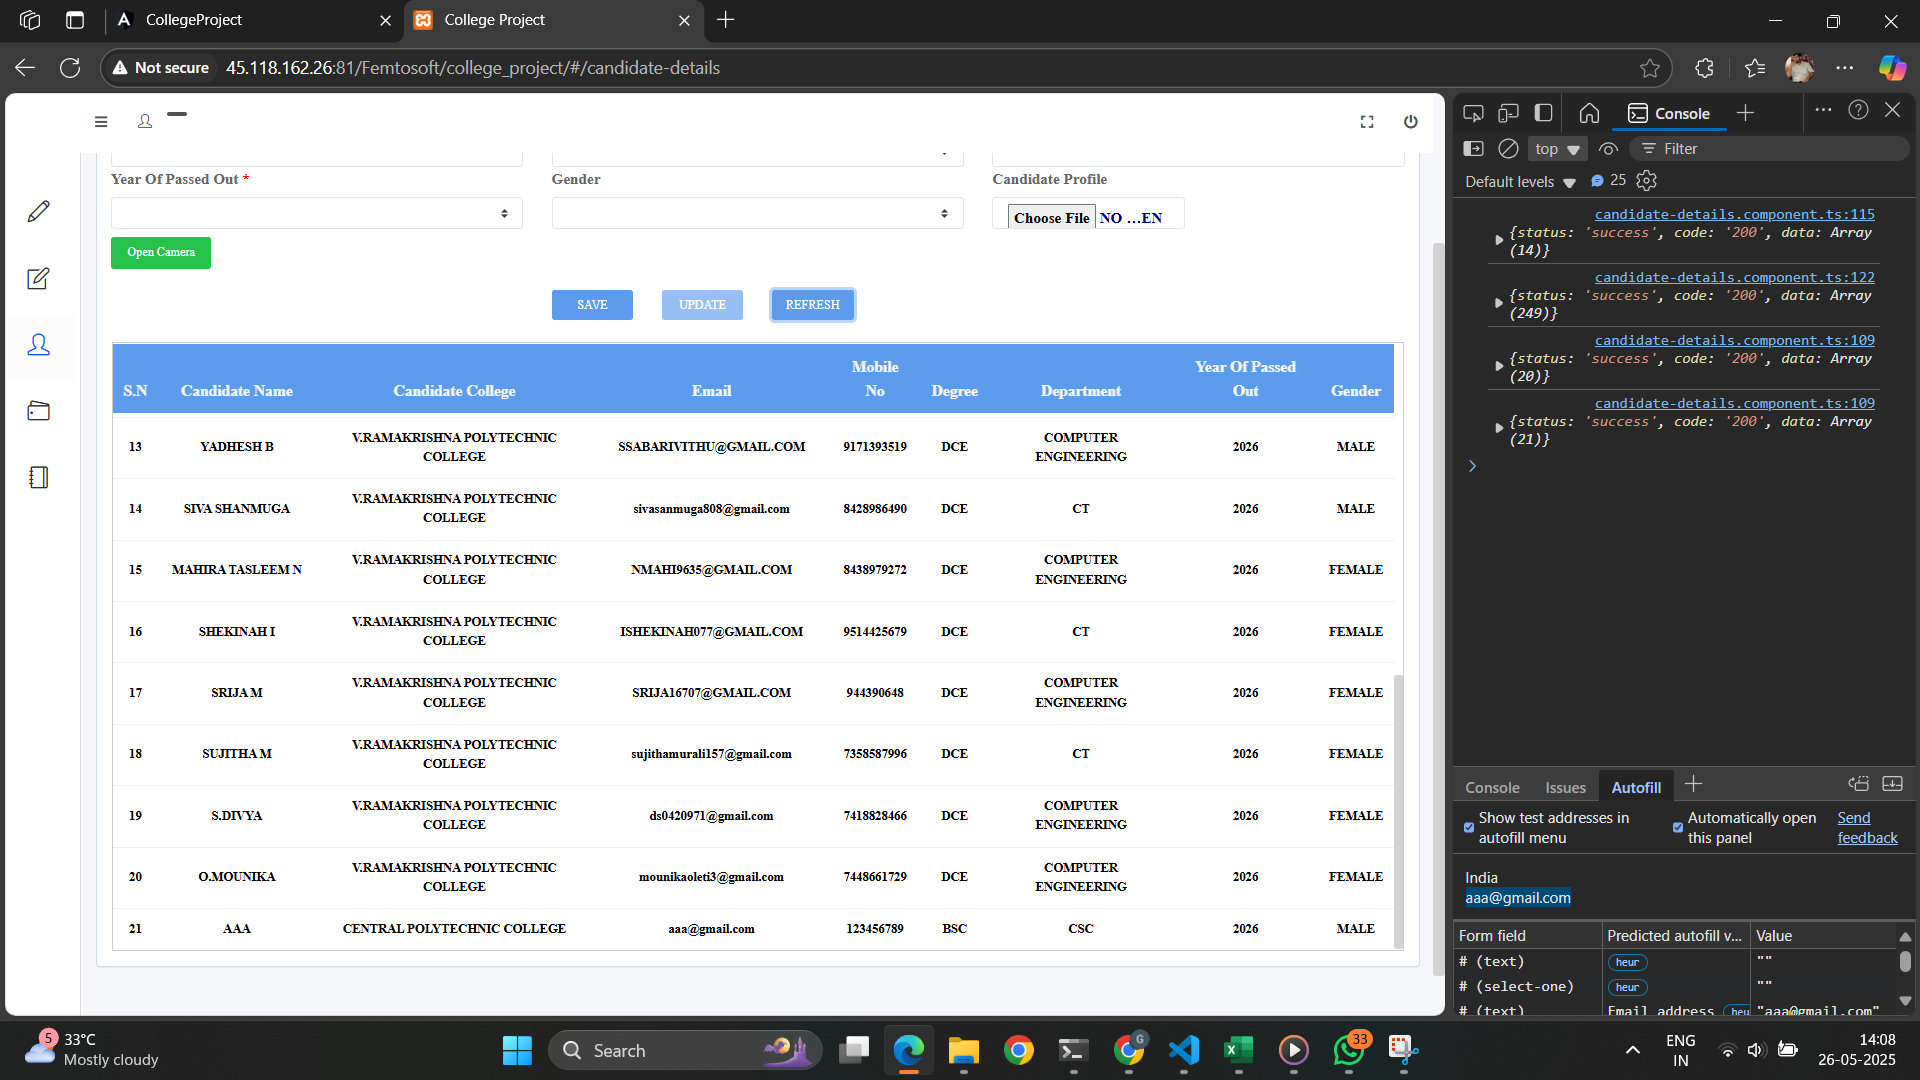 CollegeProject
College Project
Not secure
45.118.162.26:81/Femtosoft/college_project/#/candidate-details
Year Of Passed Out *
Gender
Candidate Profile
Choose File NO ...EN
Open Camera
SAVE UPDATE REFRESH
S.N Candidate Name Candidate College Email Mobile No Degree Department Year Of Passed Out Gender
13 YADHESH B V.RAMAKRISHNA POLYTECHNIC COLLEGE SSABARIVITHU@GMAIL.COM 9171393519 DCE COMPUTER ENGINEERING 2026 MALE
14 SIVA SHANMUGA V.RAMAKRISHNA POLYTECHNIC COLLEGE sivasanmuga808@gmail.com 8428986490 DCE CT 2026 MALE
15 MAHIRA TASLEEM N V.RAMAKRISHNA POLYTECHNIC COLLEGE NMAHI9635@GMAIL.COM 8438979272 DCE COMPUTER ENGINEERING 2026 FEMALE
16 SHEKINAH I V.RAMAKRISHNA POLYTECHNIC COLLEGE ISHEKINAH077@GMAIL.COM 9514425679 DCE CT 2026 FEMALE
17 SRIJA M V.RAMAKRISHNA POLYTECHNIC COLLEGE SRIJA16707@GMAIL.COM 944390648 DCE COMPUTER ENGINEERING 2026 FEMALE
18 SUJITHA M V.RAMAKRISHNA POLYTECHNIC COLLEGE sujithamurali157@gmail.com 7358587996 DCE CT 2026 FEMALE
19 S.DIVYA V.RAMAKRISHNA POLYTECHNIC COLLEGE ds0420971@gmail.com 7418828466 DCE COMPUTER ENGINEERING 2026 FEMALE
20 O.MOUNIKA V.RAMAKRISHNA POLYTECHNIC COLLEGE mounikaoleti3@gmail.com 7448661729 DCE COMPUTER ENGINEERING 2026 FEMALE
21 AAA CENTRAL POLYTECHNIC COLLEGE aaa@gmail.com 123456789 BSC CSC 2026 MALE
Console
top
Filter
Default levels
25
candidate-details.component.ts:115
{status: 'success', code: '200', data: Array
(14)}
candidate-details.component.ts:122
{status: 'success', code: '200', data: Array
(249)}
candidate-details.component.ts:109
{status: 'success', code: '200', data: Array
(20)}
candidate-details.component.ts:109
{status: 'success', code: '200', data: Array
(21)}
Console Issues Autofill
Show test addresses in
autofill menu
Automatically open
this panel
Send
feedback
India
aaa@gmail.com
Form field Predicted autofill v... Value
# (text) heur ""
# (select-one) heur ""
# (text) Email address heu "aaa@gmail.com"
5
33°C
Mostly cloudy
Search
G
33
ENG
IN
14:08
26-05-2025